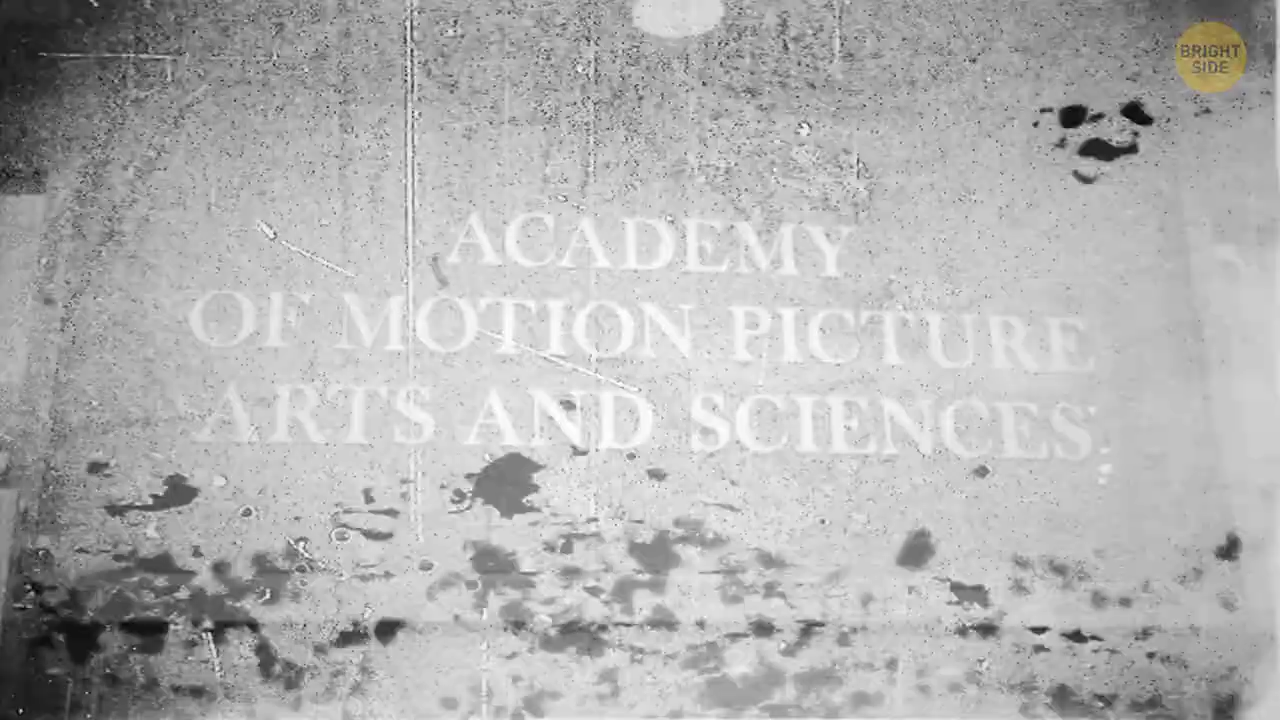 BRIGHT
SIDE
ACADEMY
OF MOTION PICTURE
ARTS AND SCIENCES